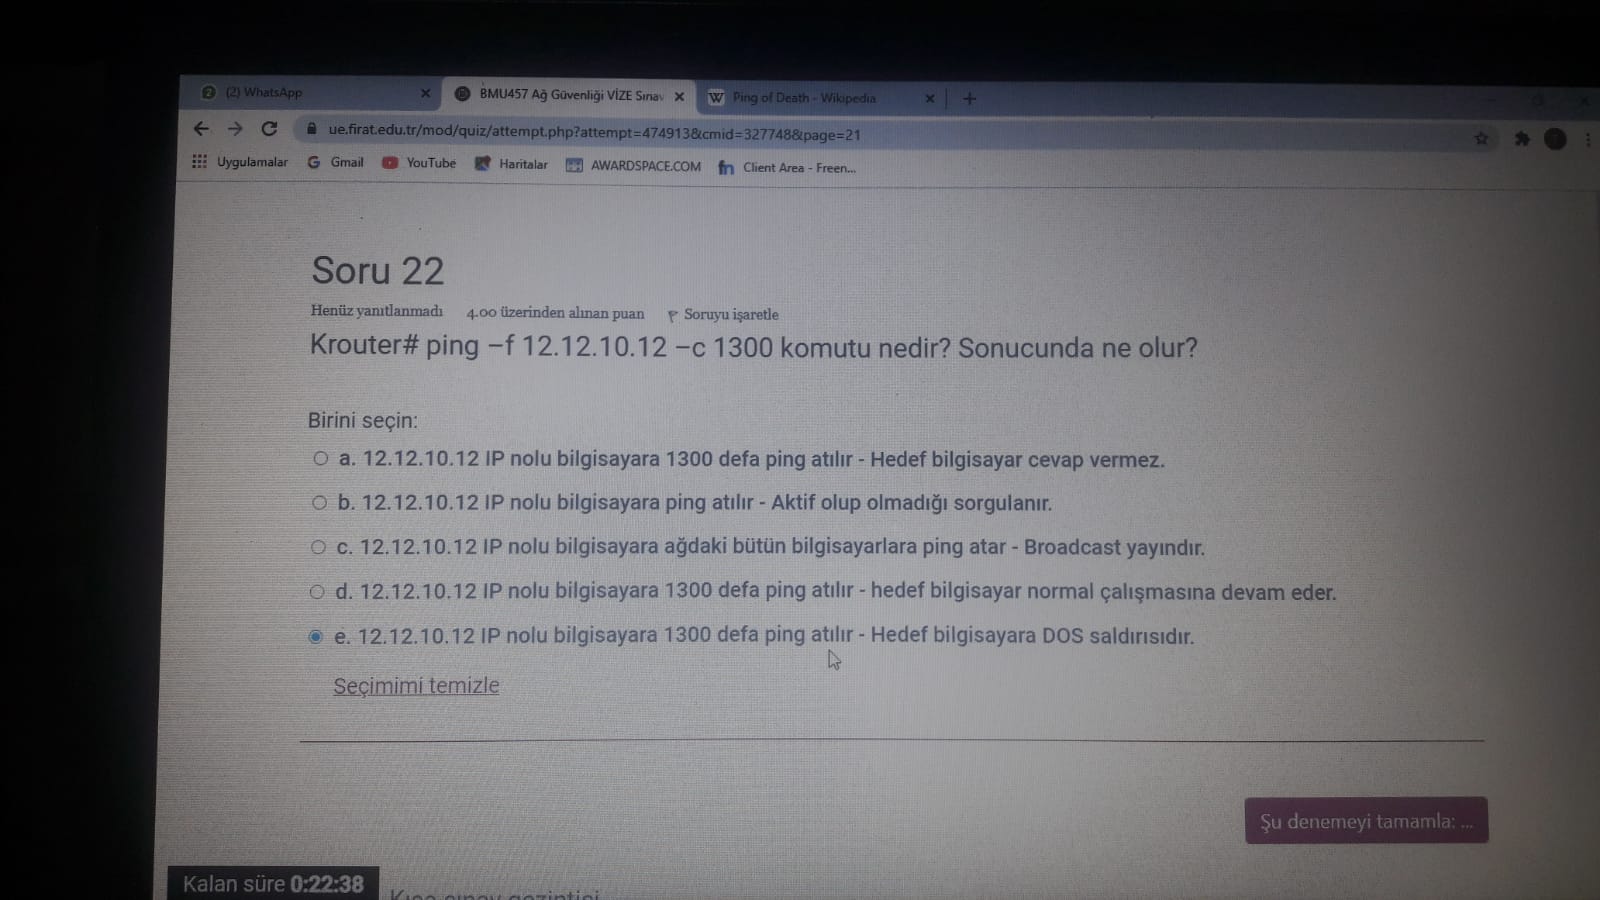 (2) WhatsApp
BMU457 Ağ Güvenliği VİZE Sınav
Ping of Death - Wikipedia
ue.firat.edu.tr/mod/quiz/attempt.php?attempt=474913&cmid=327748&page=21
Uygulamalar Gmail YouTube Haritalar AWARDSPACE.COM fn Client Area - Freen...
Soru 22
Henüz yanıtlanmadı 4.00 üzerinden alınan puan Soruyu işaretle
Krouter# ping –f 12.12.10.12 –c 1300 komutu nedir? Sonucunda ne olur?
Birini seçin:
a. 12.12.10.12 IP nolu bilgisayara 1300 defa ping atılır - Hedef bilgisayar cevap vermez.
b. 12.12.10.12 IP nolu bilgisayara ping atılır - Aktif olup olmadığı sorgulanır.
c. 12.12.10.12 IP nolu bilgisayara ağdaki bütün bilgisayarlara ping atar - Broadcast yayındır.
d. 12.12.10.12 IP nolu bilgisayara 1300 defa ping atılır - hedef bilgisayar normal çalışmasına devam eder.
e. 12.12.10.12 IP nolu bilgisayara 1300 defa ping atılır - Hedef bilgisayara DOS saldırısıdır.
Seçimimi temizle
Şu denemeyi tamamla: ...
Kalan süre 0:22:38